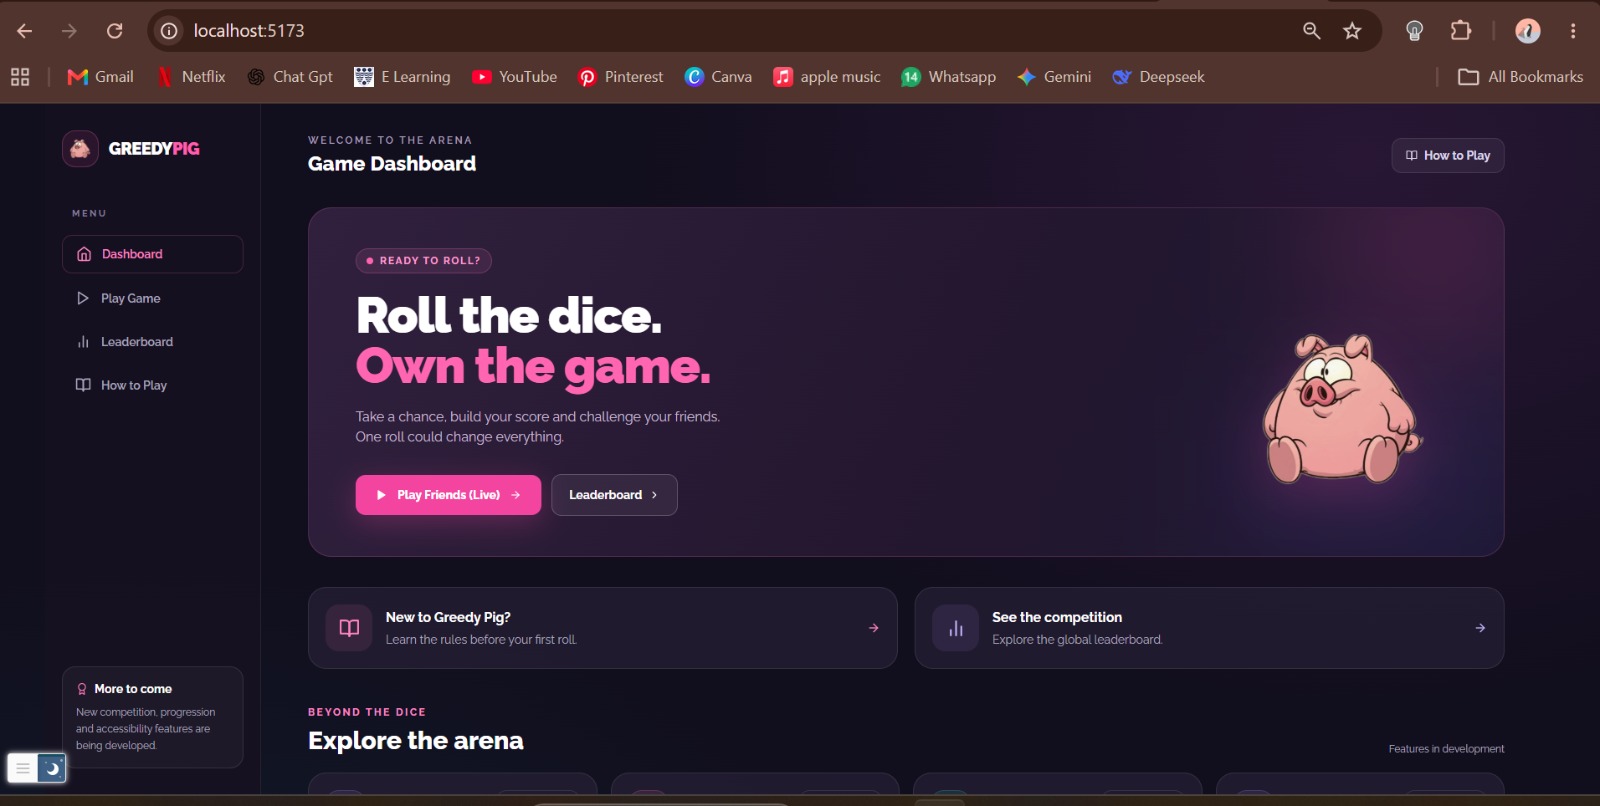 localhost:5173
Gmail
Netflix
Chat Gpt
E Learning
YouTube
Pinterest
Canva
apple music
14
Whatsapp
Gemini
Deepseek
All Bookmarks
GREEDYPIG
MENU
Dashboard
Play Game
Leaderboard
How to Play
More to come
New competition, progression
and accessibility features are
being developed.
WELCOME TO THE ARENA
Game Dashboard
How to Play
READY TO ROLL?
Roll the dice.
Own the game.
Take a chance, build your score and challenge your friends.
One roll could change everything.
Play Friends (Live)
Leaderboard
New to Greedy Pig?
Learn the rules before your first roll.
See the competition
Explore the global leaderboard.
BEYOND THE DICE
Explore the arena
Features in development